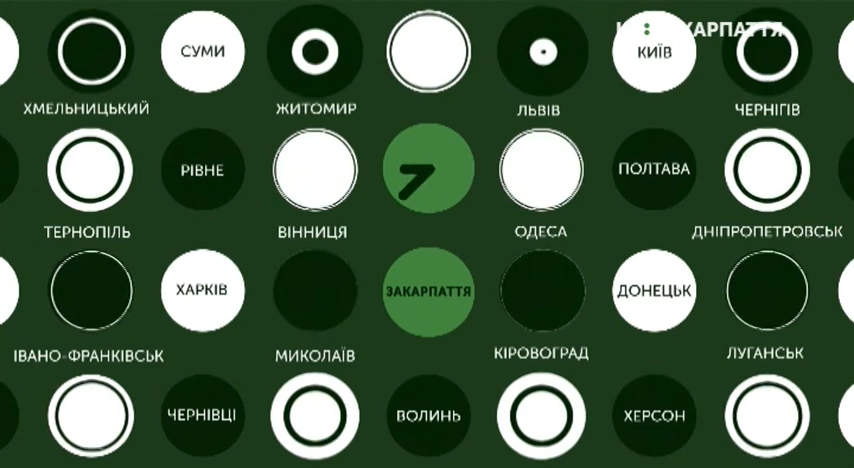 СУМИ
КИЇВ
КАРПАТТЯ
ХМЕЛЬНИЦЬКИЙ
ЖИТОМИР
ЛЬВІВ
ЧЕРНІГІВ
РІВНЕ
ПОЛТАВА
ТЕРНОПІЛЬ
ВІННИЦЯ
ОДЕСА
ДНІПРОПЕТРОВСЬК
ХАРКІВ
ЗАКАРПАТТЯ
ДОНЕЦЬК
ІВАНО-ФРАНКІВСЬК
МИКОЛАЇВ
КІРОВОГРАД
ЛУГАНСЬК
ЧЕРНІВЦІ
ВОЛИНЬ
ХЕРСОН